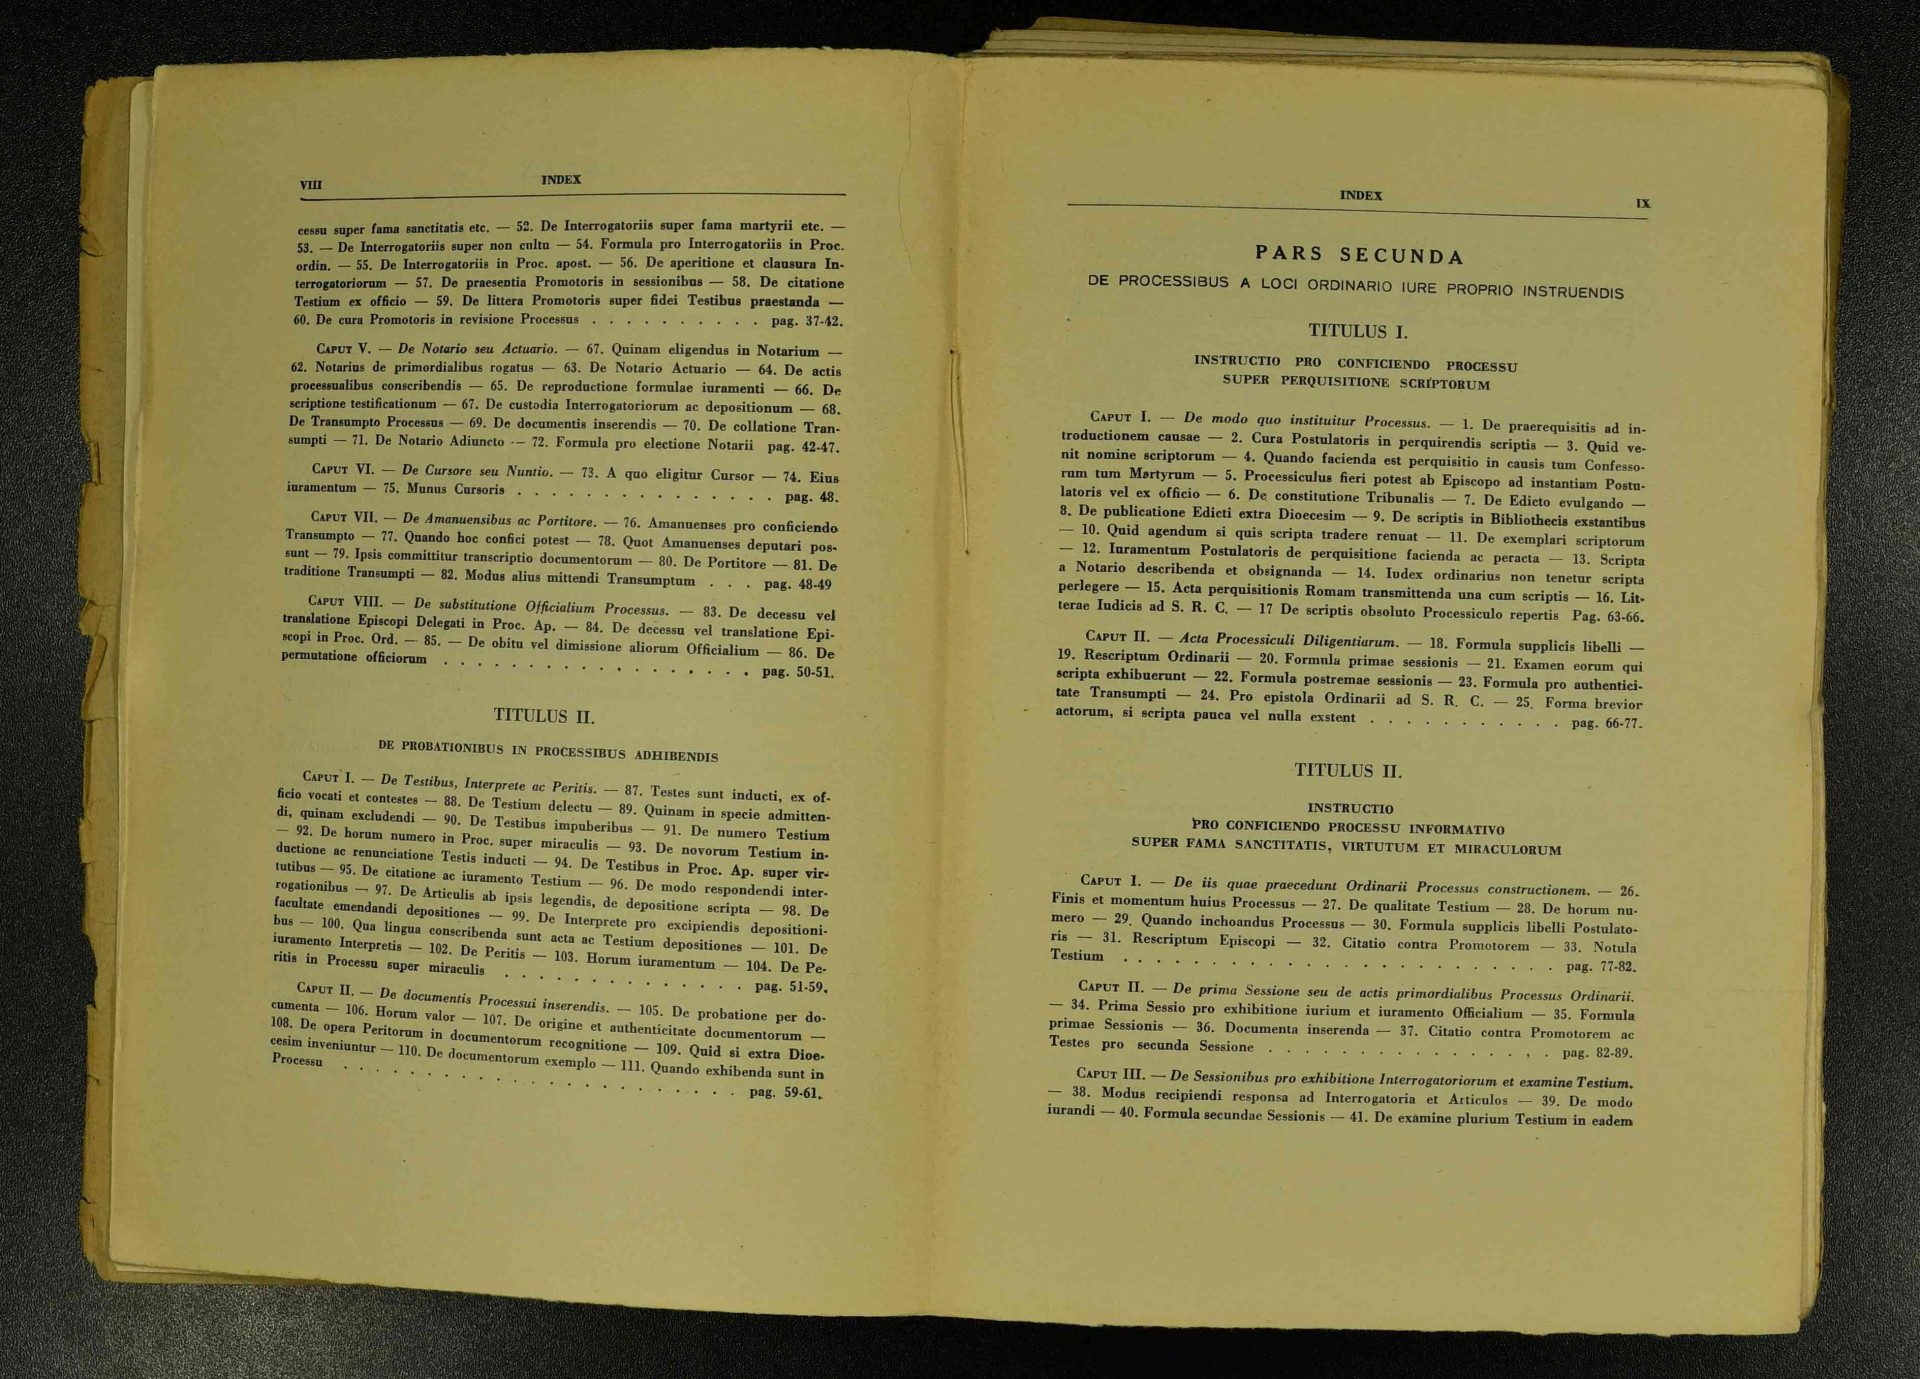 VIII
INDEX
cessu super fama sanctitatis etc. — 52. De Interrogatoriis super fama martyrii etc. —
53. — De Interrogatoriis super non cultu — 54. Formula pro Interrogatoriis in Proc.
ordin. — 55. De Interrogatoriis in Proc. apost. — 56. De aperitione et clausura In-
terrogatoriorum — 57. De praesentia Promotoris in sessionibus — 58. De citatione
Testium ex officio — 59. De littera Promotoris super fidei Testibus praestanda —
60. De cura Promotoris in revisione Processus . . . . . . . . . . pag. 37-42.
CAPUT V. — De Notario seu Actuario. — 67. Quinam eligendus in Notarium —
62. Notarius de primordialibus rogatus — 63. De Notario Actuario — 64. De actis
processualibus conscribendis — 65. De reproductione formulae iuramenti — 66. De
scriptione testificationum — 67. De custodia Interrogatoriorum ac depositionum — 68.
De Transumpto Processus — 69. De documentis inserendis — 70. De collatione Tran-
sumpti — 71. De Notario Adiuncto — 72. Formula pro electione Notarii pag. 42-47.
CAPUT VI. — De Cursore seu Nuntio. — 73. A quo eligitur Cursor — 74. Eius
iuramentum — 75. Munus Cursoris . . . . . . . . . . . . . . . pag. 48.
CAPUT VII. — De Amanuensibus ac Portitore. — 76. Amanuenses pro conficiendo
Transumpto — 77. Quando hoc confici potest — 78. Quot Amanuenses deputari pos-
sunt — 79. Ipsis committitur transcriptio documentorum — 80. De Portitore — 81. De
traditione Transumpti — 82. Modus alius mittendi Transumptum . . . pag. 48-49
CAPUT VIII. — De substitutione Officialium Processus. — 83. De decessu vel
translatione Episcopi Delegati in Proc. Ap. — 84. De decessu vel translatione Epi-
scopi in Proc. Ord. — 85. — De obitu vel dimissione aliorum Officialium — 86. De
permutatione officiorum . . . . . . . . . . . . . . . . . . pag. 50-51.
TITULUS II.
DE PROBATIONIBUS IN PROCESSIBUS ADHIBENDIS
CAPUT I. — De Testibus, Interprete ac Peritis. — 87. Testes sunt inducti, ex of-
ficio vocati et contestes — 88. De Testium delectu — 89. Quinam in specie admitten-
di, quinam excludendi — 90. De Testibus impuberibus — 91. De numero Testium
— 92. De horum numero in Proc. super miraculis — 93. De novorum Testium in-
ductione ac renunciatione Testis inducti — 94. De Testibus in Proc. Ap. super vir-
tutibus — 95. De citatione ac iuramento Testium — 96. De modo respondendi inter-
rogationibus — 97. De Articulis ab ipsis legendis, de depositione scripta — 98. De
facultate emendandi depositiones — 99. De Interprete pro excipiendis depositioni-
bus — 100. Qua lingua conscribenda sunt acta ac Testium depositiones — 101. De
iuramento Interpretis — 102. De Peritis — 103. Horum iuramentum — 104. De Pe-
ritis in Processu super miraculis . . . . . . . . . . . . . pag. 51-59.
CAPUT II. — De documentis Processui inserendis. — 105. De probatione per do-
cumenta — 106. Horum valor — 107. De origine et authenticitate documentorum —
108. De opera Peritorum in documentorum recognitione — 109. Quid si extra Dioe-
cesim inveniuntur — 110. De documentorum exemplo — 111. Quando exhibenda sunt in
Processu . . . . . . . . . . . . . . . . . . . . . . pag. 59-61.
INDEX
IX
PARS SECUNDA
DE PROCESSIBUS A LOCI ORDINARIO IURE PROPRIO INSTRUENDIS
TITULUS I.
INSTRUCTIO PRO CONFICIENDO PROCESSU
SUPER PERQUISITIONE SCRIPTORUM
CAPUT I. — De modo quo instituitur Processus. — 1. De praerequisitis ad in-
troductionem causae — 2. Cura Postulatoris in perquirendis scriptis — 3. Quid ve-
nit nomine scriptorum — 4. Quando facienda est perquisitio in causis tum Confesso-
rum tum Martyrum — 5. Processiculus fieri potest ab Episcopo ad instantiam Postu-
latoris vel ex officio — 6. De constitutione Tribunalis — 7. De Edicto evulgando —
8. De publicatione Edicti extra Dioecesim — 9. De scriptis in Bibliothecis exstantibus
— 10. Quid agendum si quis scripta tradere renuat — 11. De exemplari scriptorum
— 12. Iuramentum Postulatoris de perquisitione facienda ac peracta — 13. Scripta
a Notario describenda et obsignanda — 14. Iudex ordinarius non tenetur scripta
perlegere — 15. Acta perquisitionis Romam transmittenda una cum scriptis — 16. Lit-
terae Iudicis ad S. R. C. — 17 De scriptis obsoluto Processiculo repertis Pag. 63-66.
CAPUT II. — Acta Processiculi Diligentiarum. — 18. Formula supplicis libelli —
19. Rescriptum Ordinarii — 20. Formula primae sessionis — 21. Examen eorum qui
scripta exhibuerunt — 22. Formula postremae sessionis — 23. Formula pro authentici-
tate Transumpti — 24. Pro epistola Ordinarii ad S. R. C. — 25. Forma brevior
actorum, si scripta pauca vel nulla exstent . . . . . . . . . . . pag. 66-77.
TITULUS II.
INSTRUCTIO
PRO CONFICIENDO PROCESSU INFORMATIVO
SUPER FAMA SANCTITATIS, VIRTUTUM ET MIRACULORUM
CAPUT I. — De iis quae praecedunt Ordinarii Processus constructionem. — 26.
Finis et momentum huius Processus — 27. De qualitate Testium — 28. De horum nu-
mero — 29. Quando inchoandus Processus — 30. Formula supplicis libelli Postulato-
ris — 31. Rescriptum Episcopi — 32. Citatio contra Promotorem — 33. Notula
Testium . . . . . . . . . . . . . . . . . . . . . . . . pag. 77-82.
CAPUT II. — De prima Sessione seu de actis primordialibus Processus Ordinarii.
— 34. Prima Sessio pro exhibitione iurium et iuramento Officialium — 35. Formula
primae Sessionis — 36. Documenta inserenda — 37. Citatio contra Promotorem ac
Testes pro secunda Sessione . . . . . . . . . . . . . . , . pag. 82-89.
CAPUT III. — De Sessionibus pro exhibitione Interrogatoriorum et examine Testium.
— 38. Modus recipiendi responsa ad Interrogatoria et Articulos — 39. De modo
iurandi — 40. Formula secundae Sessionis — 41. De examine plurium Testium in eadem